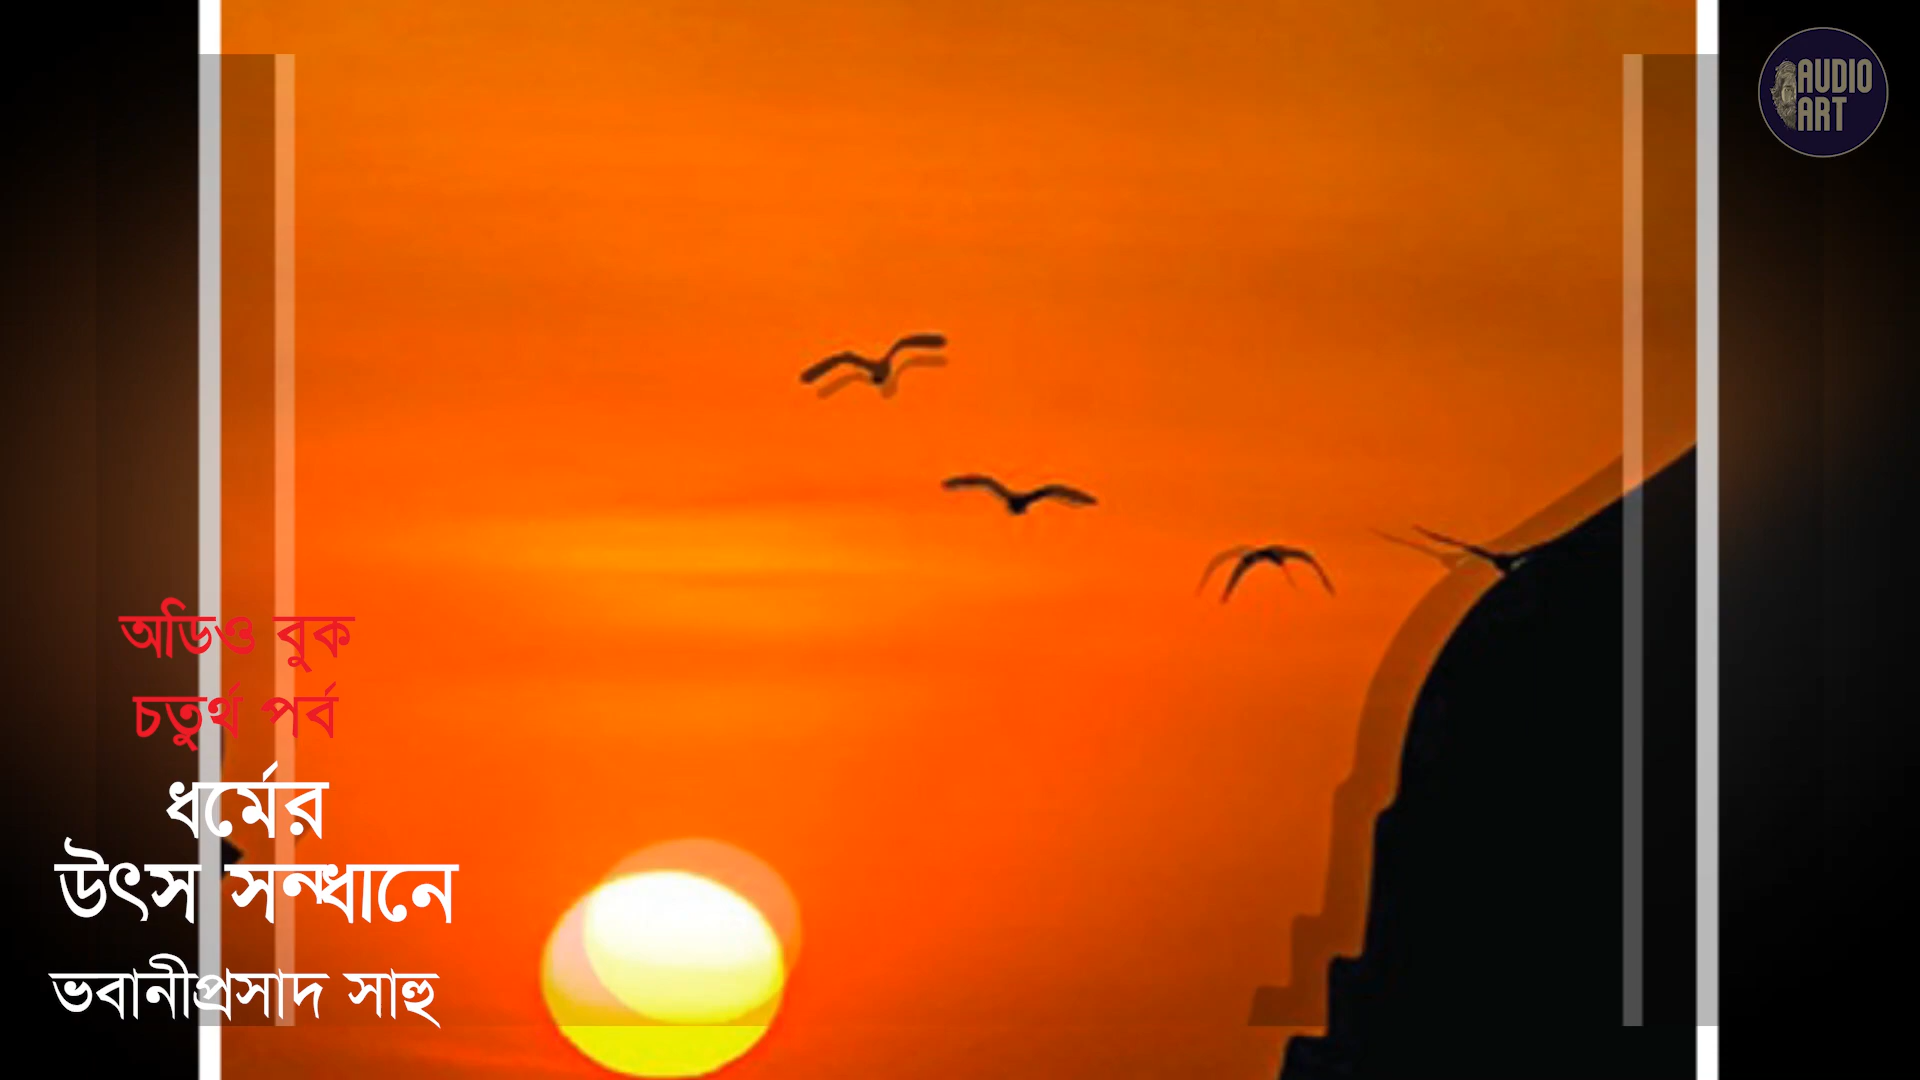 AUDIO
ART
অডিও বুক
চতুর্থ পর্ব
ধর্মের
উৎস সন্ধানে
ভবানীপ্রসাদ সাহু